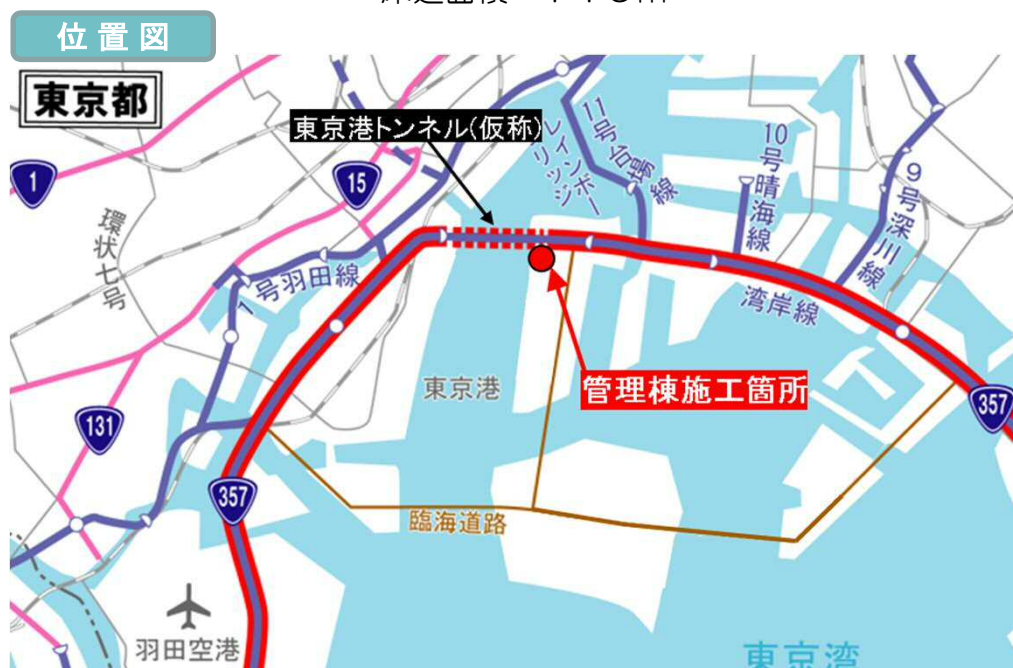 位置図
東京都
東京港トンネル(仮称)
レインボー
ブリッジ
11号台場線
10号晴海線
9号深川線
1
15
環状七号
1号羽田線
湾岸線
東京港
管理棟施工箇所
131
357
357
臨海道路
羽田空港
東京湾